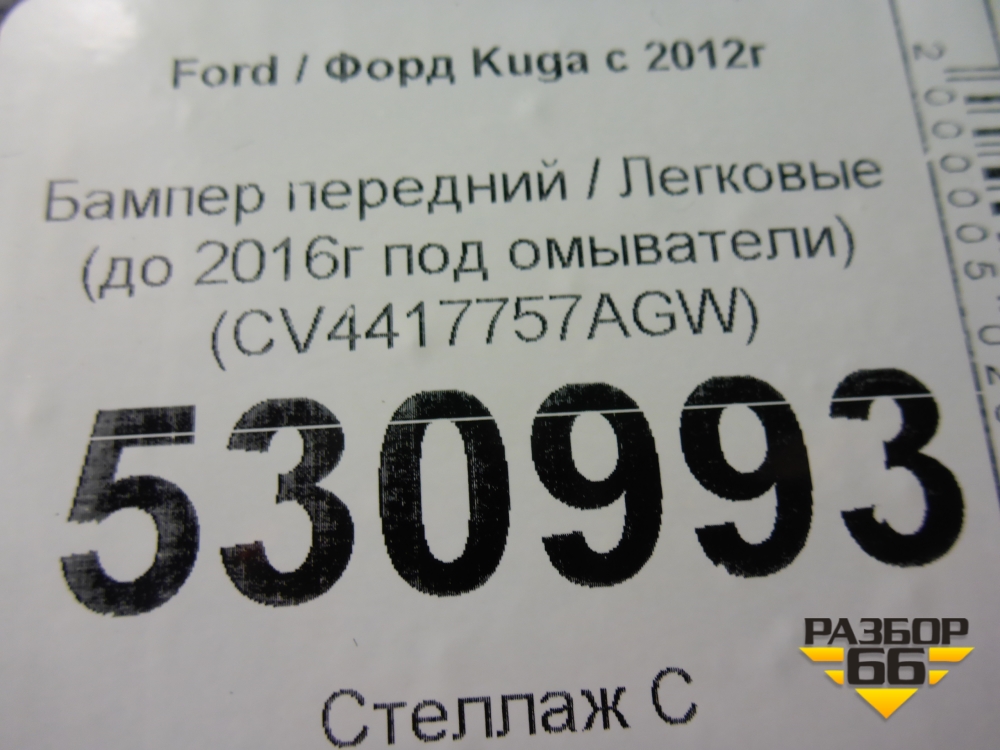 Ford / Форд Kuga с 2012г
Бампер передний / Легковые
(до 2016г под омыватели)
(CV4417757AGW)
530993
Стеллаж С
РАЗБОР
66